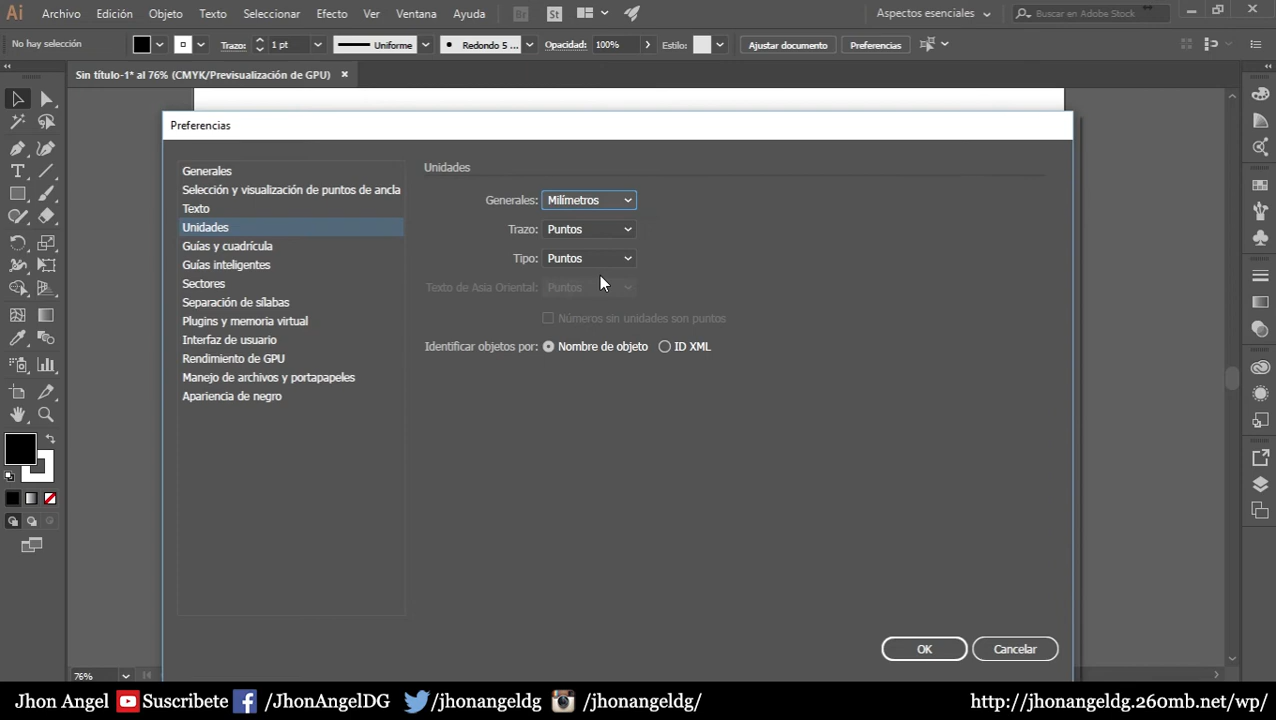 Ai Archivo Edición Objeto Texto Seleccionar Efecto Ver Ventana Ayuda Br St Aspectos esenciales Buscar en Adobe Stock
No hay selección Trazo: 1 pt Uniforme Redondo 5 ... Opacidad: 100% Estilo: Ajustar documento Preferencias
Sin título-1* al 76% (CMYK/Previsualización de GPU)
Preferencias
Generales
Selección y visualización de puntos de ancla
Texto
Unidades
Guías y cuadrícula
Guías inteligentes
Sectores
Separación de sílabas
Plugins y memoria virtual
Interfaz de usuario
Rendimiento de GPU
Manejo de archivos y portapapeles
Apariencia de negro
Unidades
Generales: Milímetros
Trazo: Puntos
Tipo: Puntos
Texto de Asia Oriental: Puntos
Números sin unidades son puntos
Identificar objetos por: Nombre de objeto ID XML
OK Cancelar
76%
Jhon Angel Suscribete /JhonAngelDG /jhonangeldg /jhonangeldg/ http://jhonangeldg.260mb.net/wp/